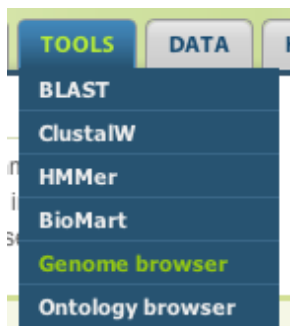 TOOLS DATA
BLAST
ClustalW
HMMer
BioMart
Genome browser
Ontology browser